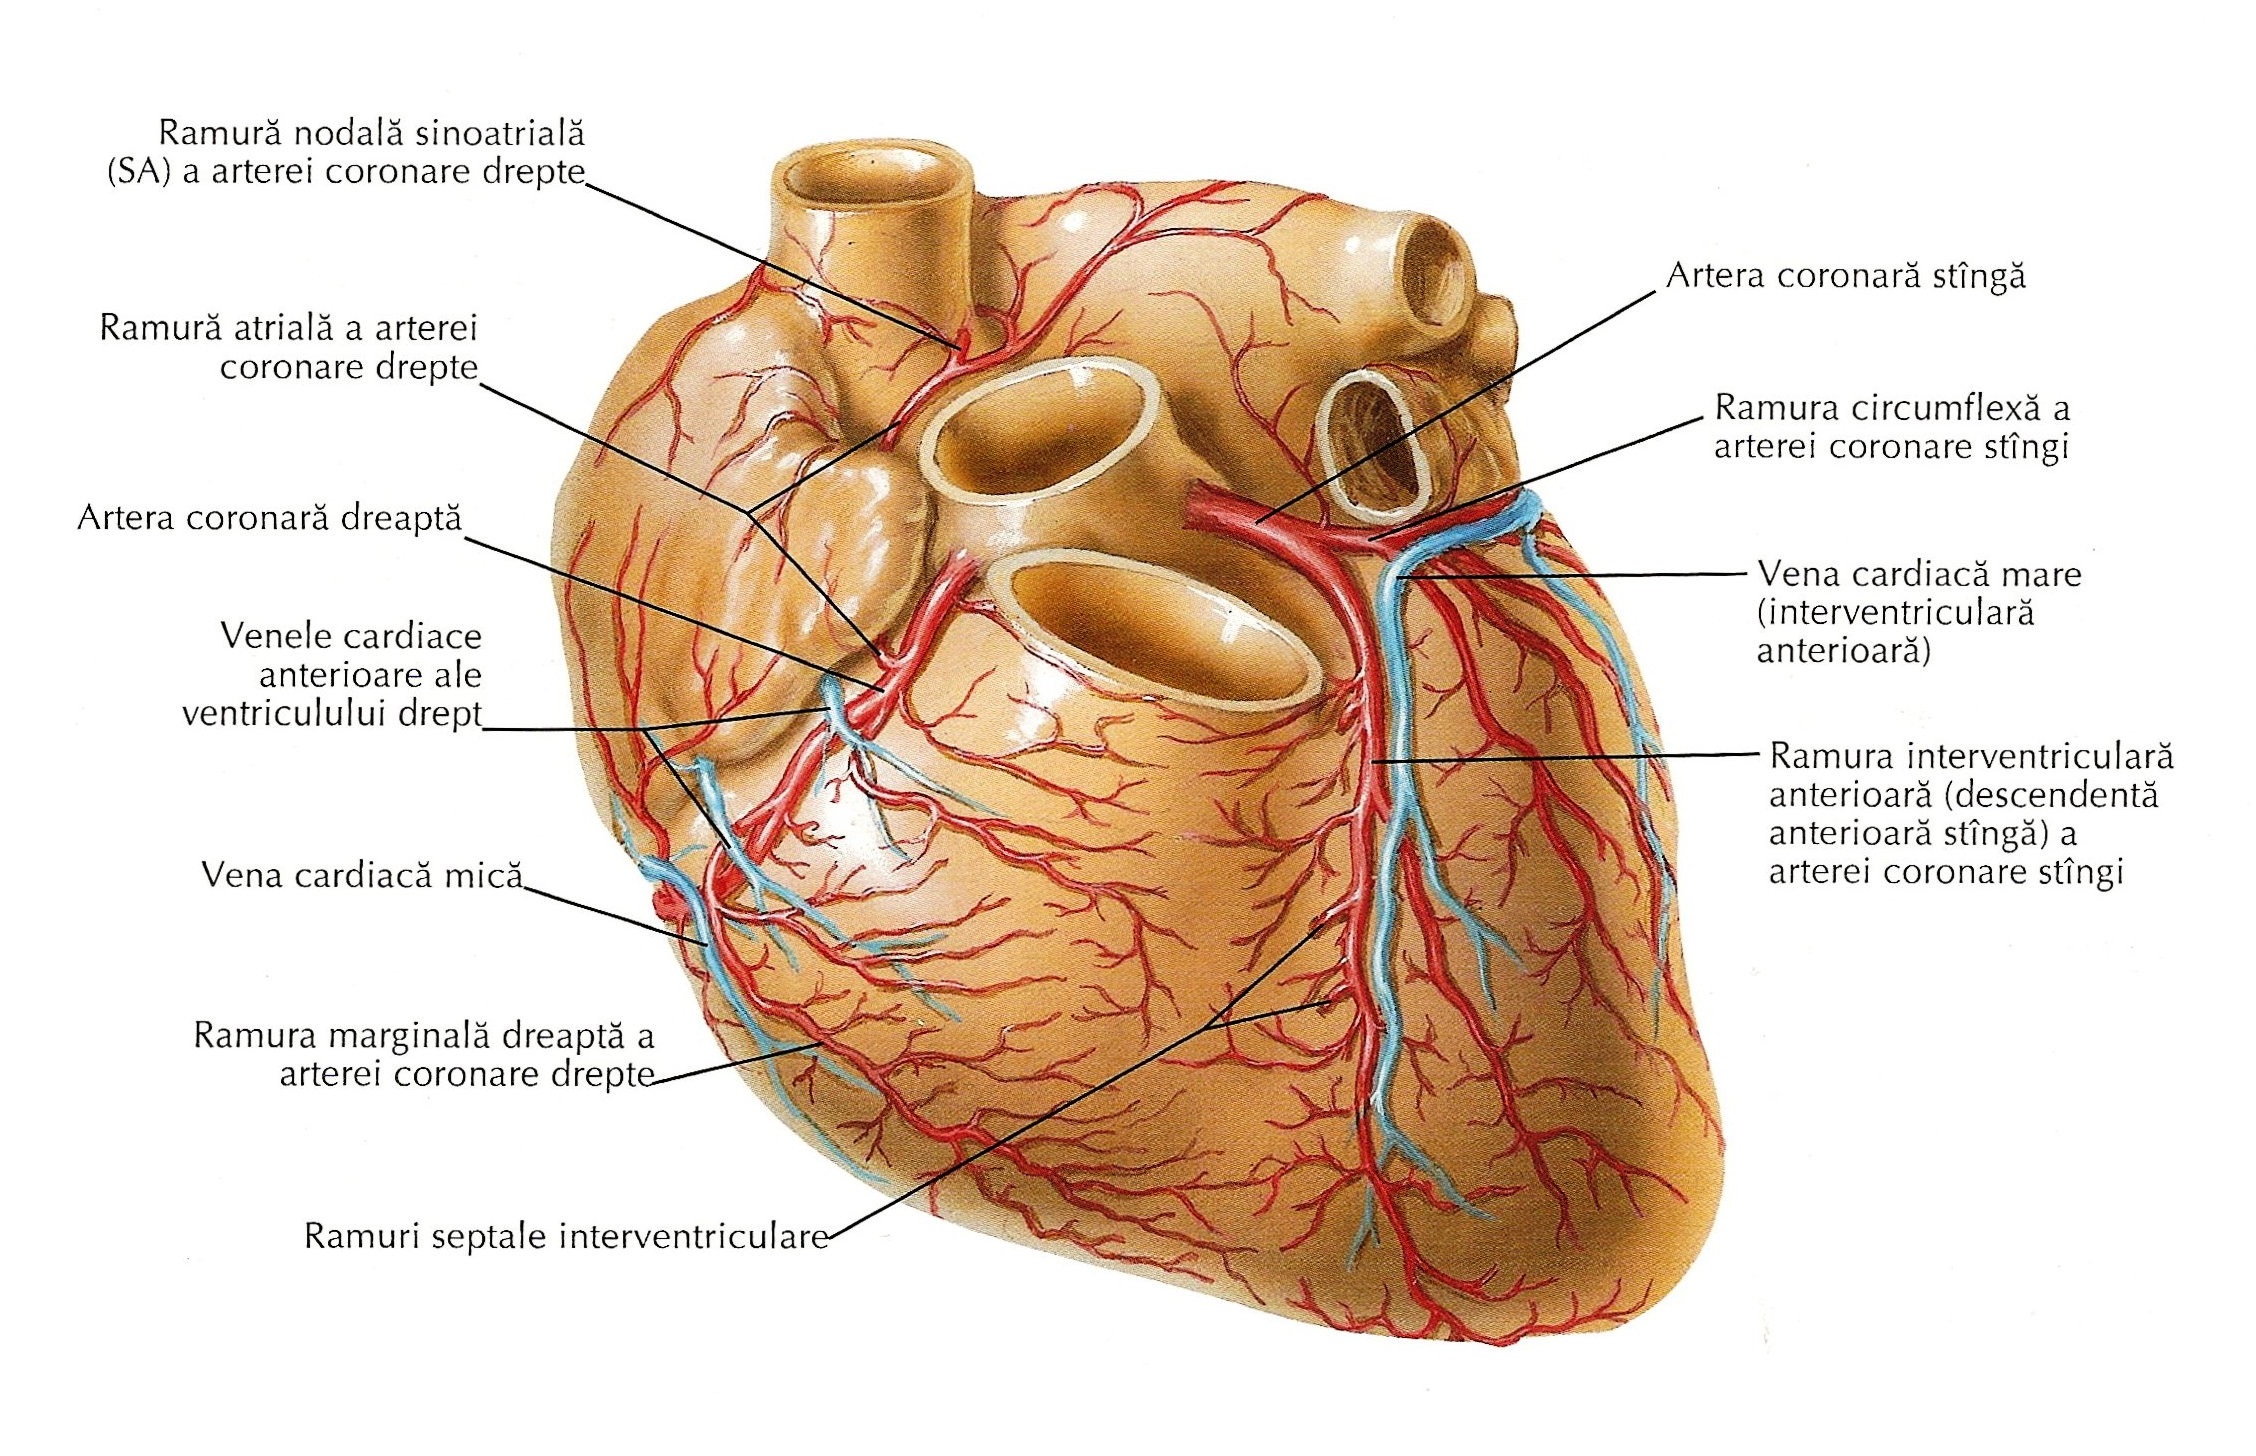 Ramură nodală sinoatrială
(SA) a arterei coronare drepte
Ramură atrială a arterei
coronare drepte
Artera coronară dreaptă
Venele cardiace
anterioare ale
ventriculului drept
Vena cardiacă mică
Ramura marginală dreaptă a
arterei coronare drepte
Ramuri septale interventriculare
Artera coronară stîngă
Ramura circumflexă a
arterei coronare stîngi
Vena cardiacă mare
(interventriculară
anterioară)
Ramura interventriculară
anterioară (descendentă
anterioară stîngă) a
arterei coronare stîngi